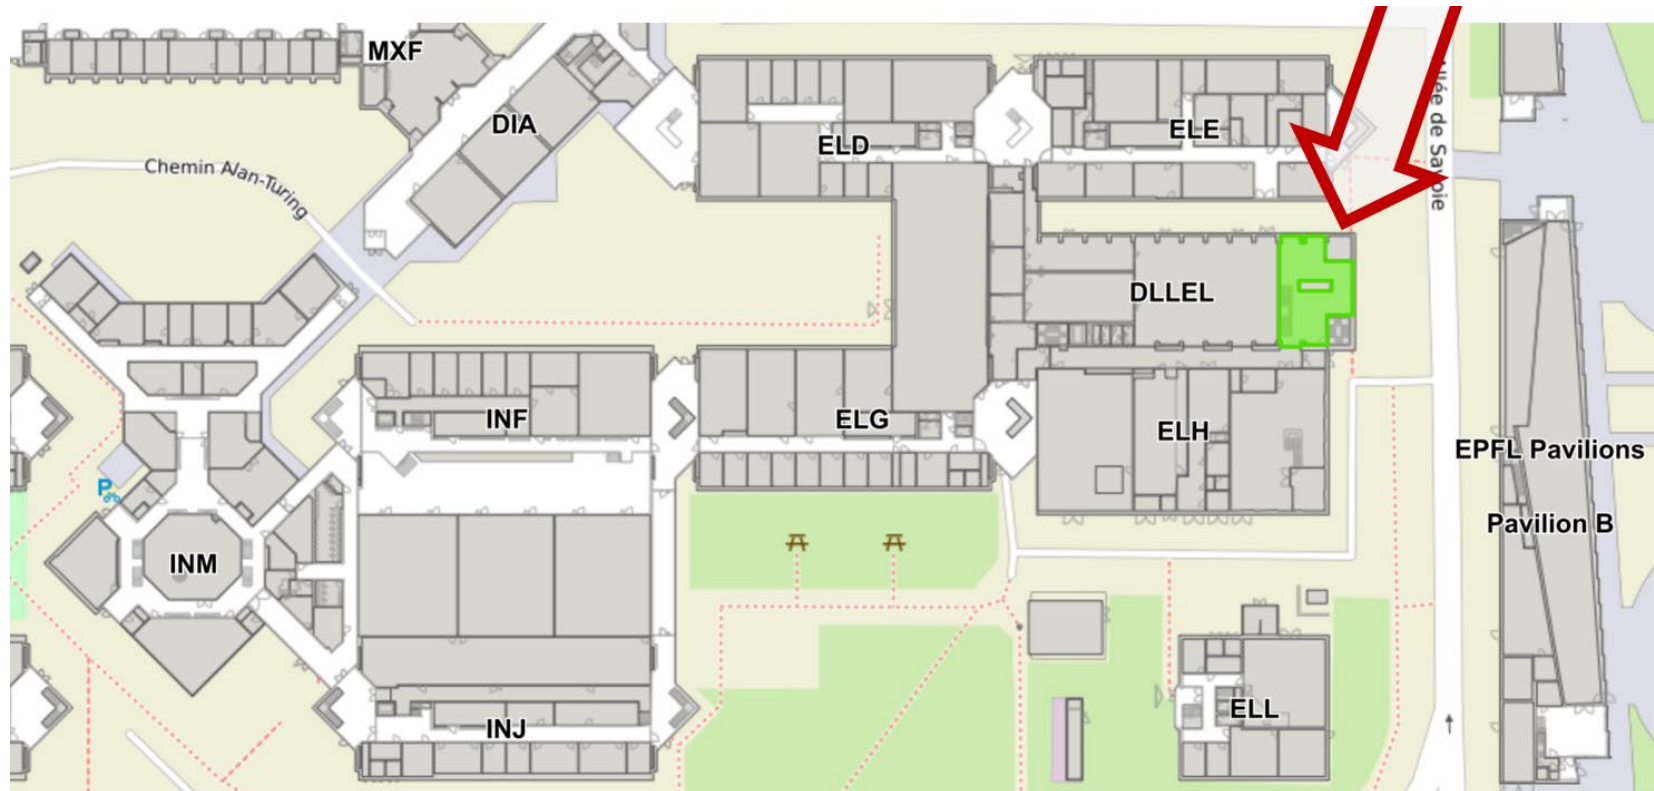 MXF
DIA
ELD
ELE
Chemin Alan-Turing
llée de Savoie
DLLEL
INF
ELG
ELH
EPFL Pavilions
P
Pavilion B
INM
ELL
INJ